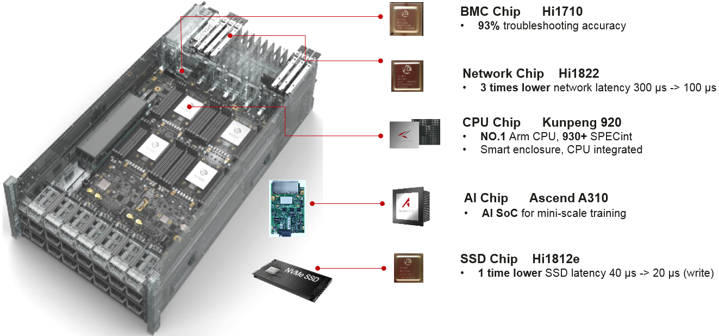 BMC Chip Hi1710
• 93% troubleshooting accuracy
Network Chip Hi1822
• 3 times lower network latency 300 μs -> 100 μs
CPU Chip Kunpeng 920
• NO.1 Arm CPU, 930+ SPECint
• Smart enclosure, CPU integrated
AI Chip Ascend A310
• AI SoC for mini-scale training
SSD Chip Hi1812e
• 1 time lower SSD latency 40 μs -> 20 μs (write)
NVMe SSD